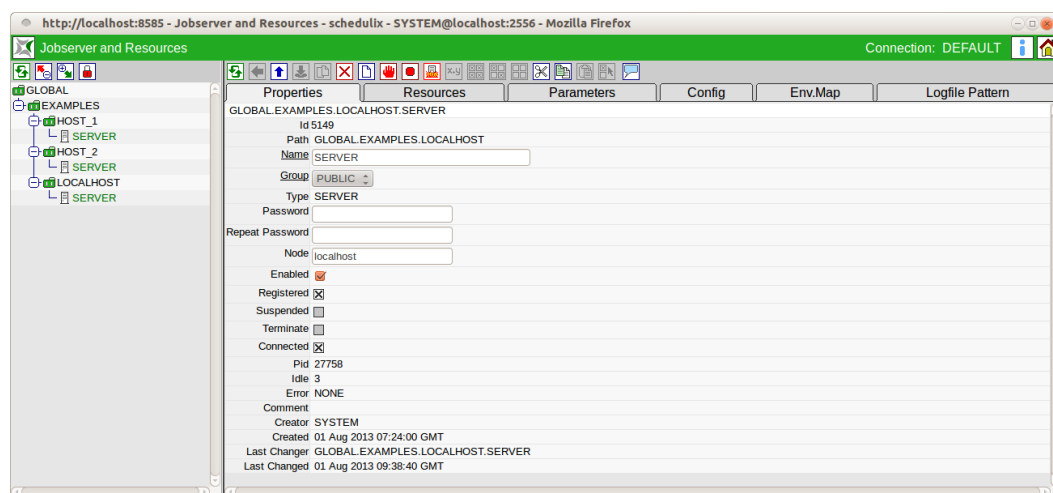 http://localhost:8585 - Jobserver and Resources - schedulix - SYSTEM@localhost:2556 - Mozilla Firefox
Jobserver and Resources
Connection: DEFAULT
x.y
GLOBAL
EXAMPLES
HOST_1
SERVER
HOST_2
SERVER
LOCALHOST
SERVER
Properties
Resources
Parameters
Config
Env.Map
Logfile Pattern
GLOBAL.EXAMPLES.LOCALHOST.SERVER
Id 5149
Path GLOBAL.EXAMPLES.LOCALHOST
Name SERVER
Group PUBLIC
Type SERVER
Password
Repeat Password
Node localhost
Enabled
Registered
Suspended
Terminate
Connected
Pid 27758
Idle 3
Error NONE
Comment
Creator SYSTEM
Created 01 Aug 2013 07:24:00 GMT
Last Changer GLOBAL.EXAMPLES.LOCALHOST.SERVER
Last Changed 01 Aug 2013 09:38:40 GMT